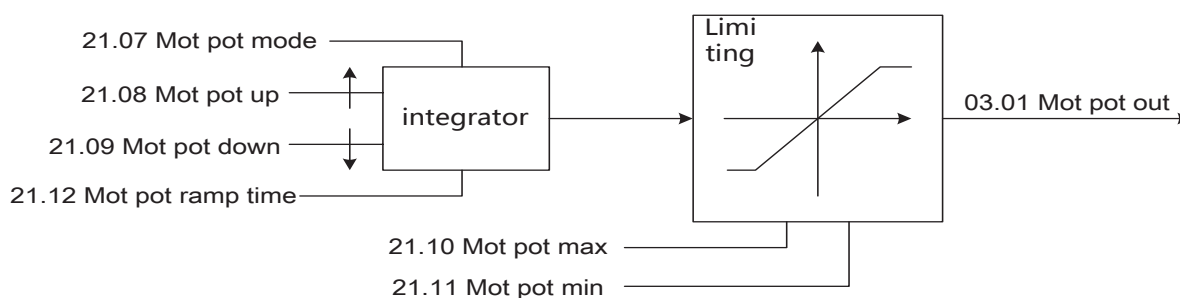 21.07 Mot pot mode
21.08 Mot pot up
21.09 Mot pot down
21.12 Mot pot ramp time
integrator
Limi
ting
03.01 Mot pot out
21.10 Mot pot max
21.11 Mot pot min